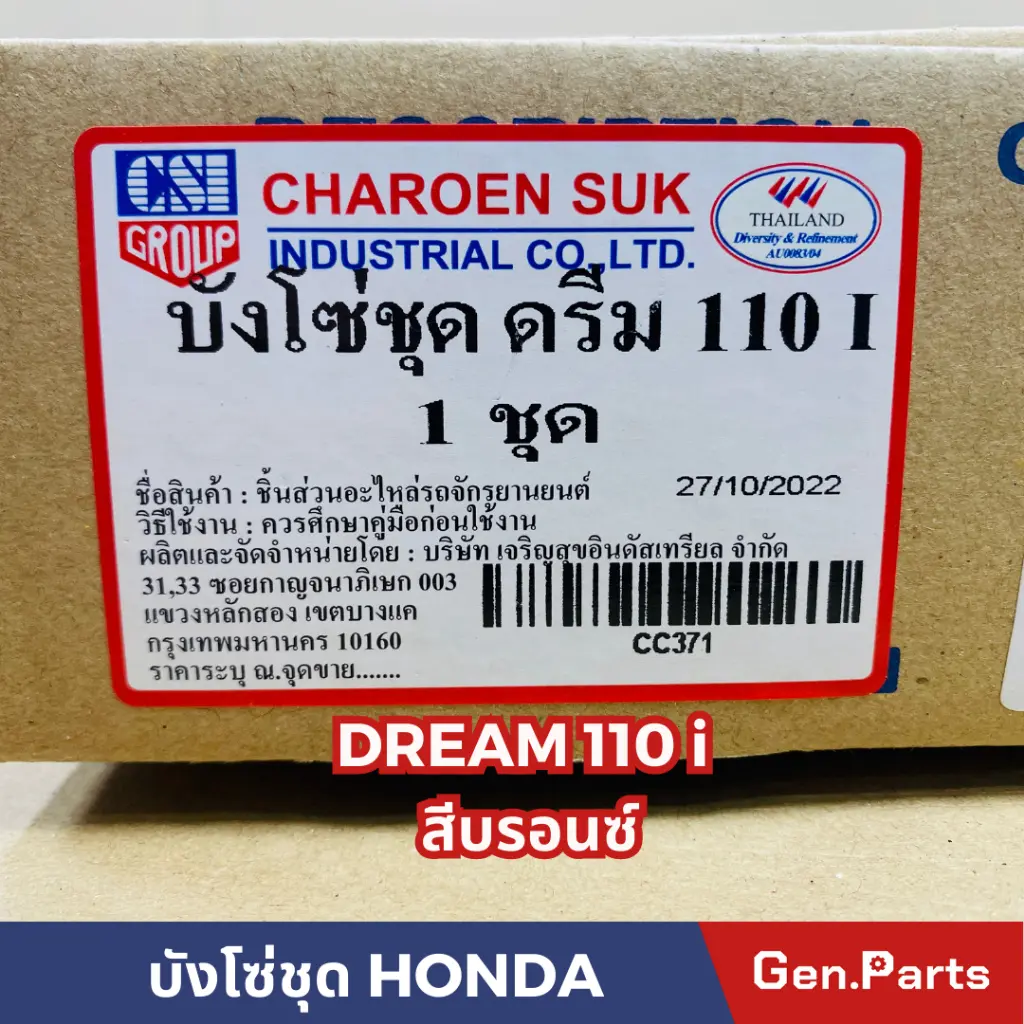 DESCRIPTION
CSI
GROUP
CHAROEN SUK
INDUSTRIAL CO.,LTD.
THAILAND
Diversity & Refinement
AU0083/04
บังโซ่ชุด ดรีม 110 I
1 ชุด
ชื่อสินค้า : ชิ้นส่วนอะไหล่รถจักรยานยนต์
27/10/2022
วิธีใช้งาน : ควรศึกษาคู่มือก่อนใช้งาน
ผลิตและจัดจำหน่ายโดย : บริษัท เจริญสุขอินดัสเทรียล จำกัด
31,33 ซอยกาญจนาภิเษก 003
แขวงหลักสอง เขตบางแค
กรุงเทพมหานคร 10160
CC371
ราคาระบุ ณ.จุดขาย.......
DREAM 110 i
สีบรอนซ์
บังโซ่ชุด HONDA
Gen.Parts